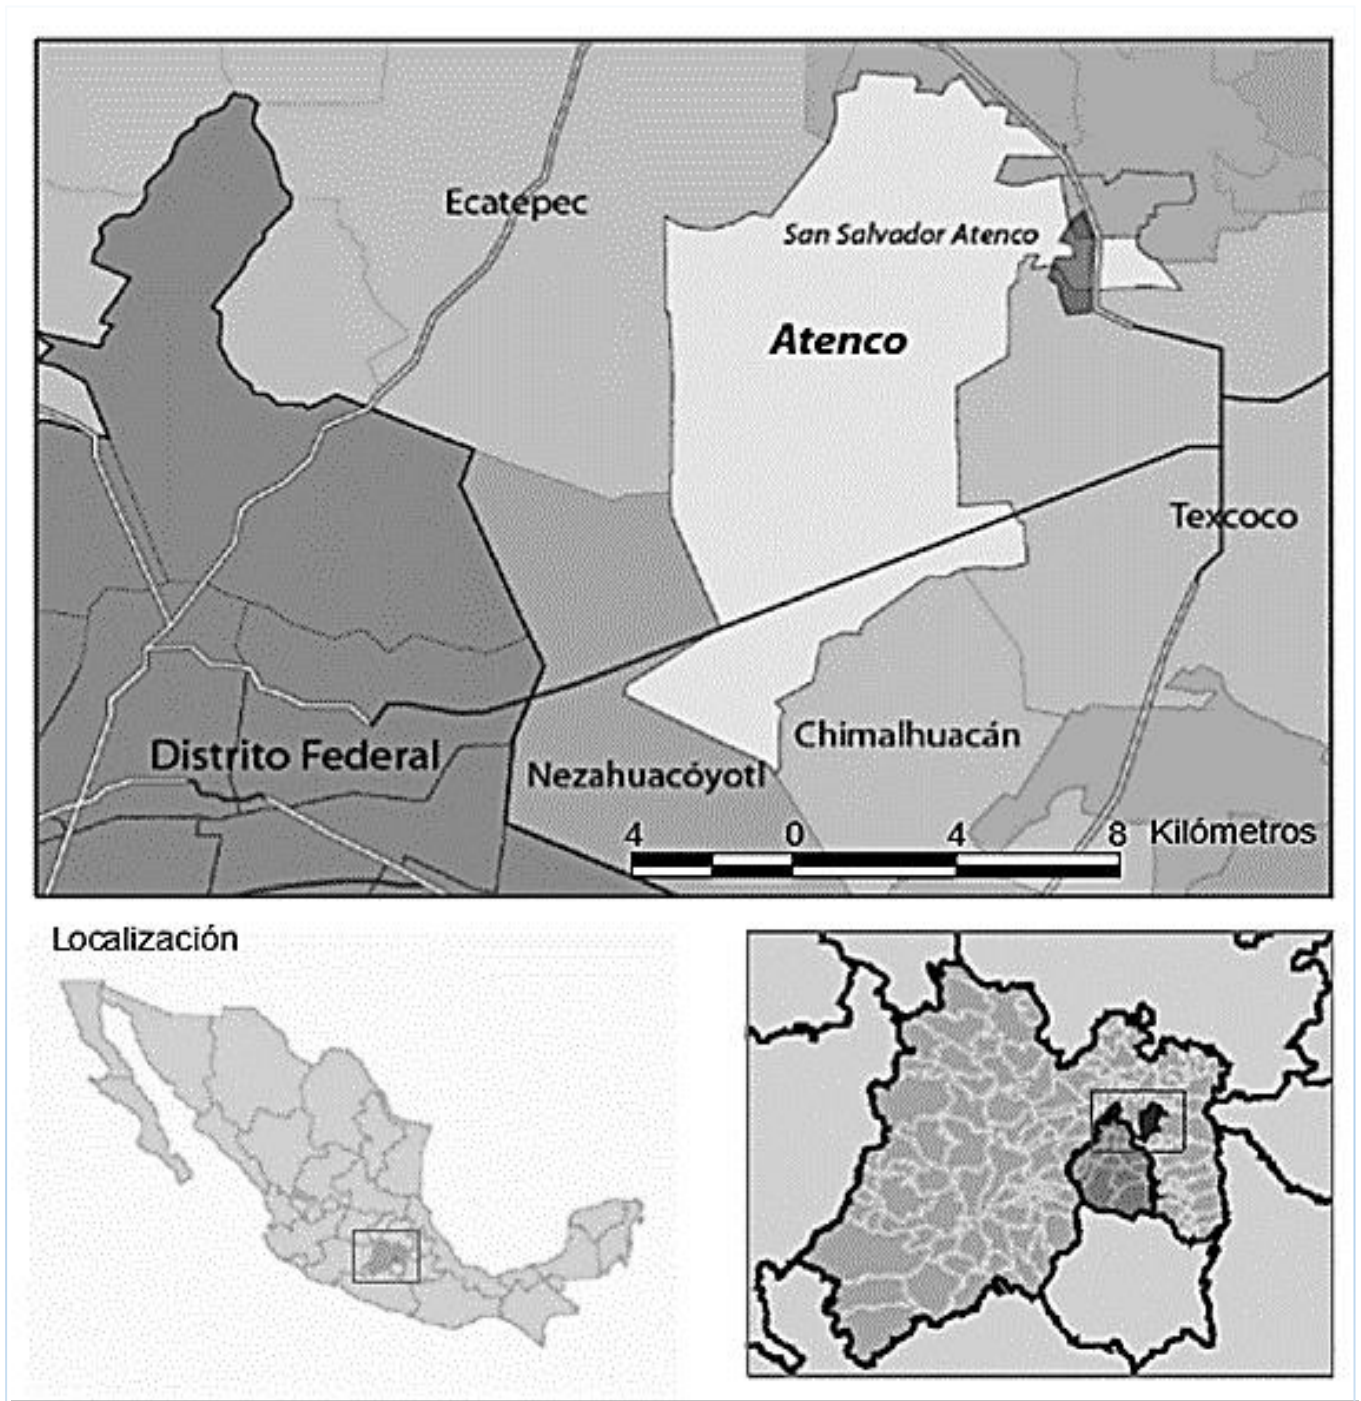 Ecatepec
San Salvador Atenco
Atenco
Texcoco
Distrito Federal
Chimalhuacán
Nezahuacóyotl
4 0 4 8 Kilómetros
Localización